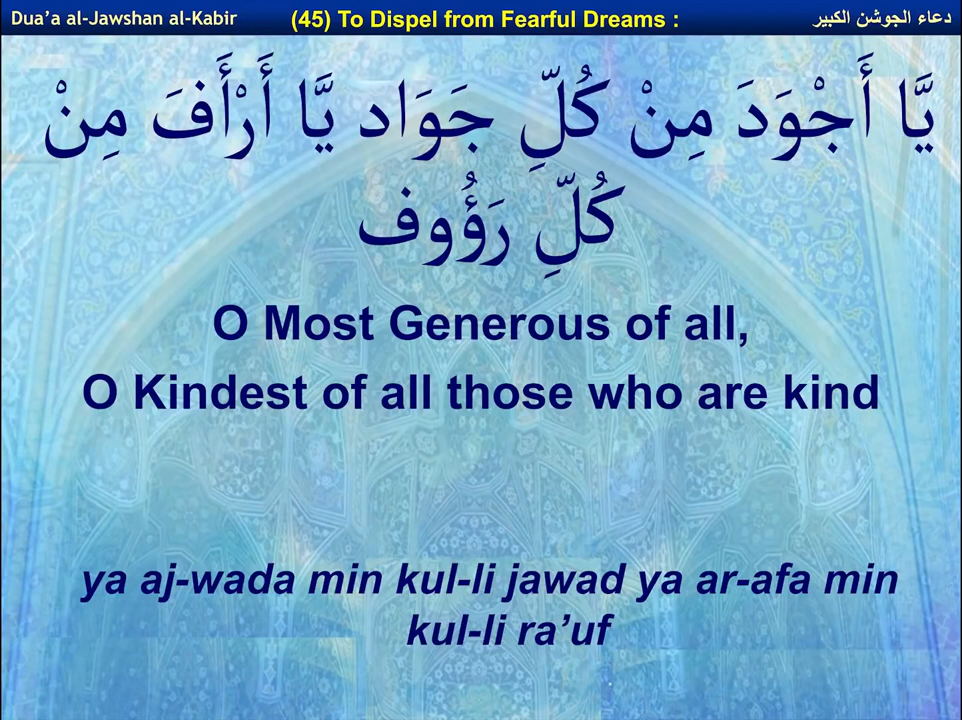 Dua’a al-Jawshan al-Kabir
(45) To Dispel from Fearful Dreams :
دعاء الجوشن الكبير
يَّا أَجْوَدَ مِنْ كُلِّ جَوَاد يَّا أَرْأَفَ مِنْ
كُلِّ رَؤُوف
O Most Generous of all,
O Kindest of all those who are kind
ya aj-wada min kul-li jawad ya ar-afa min
kul-li ra’uf